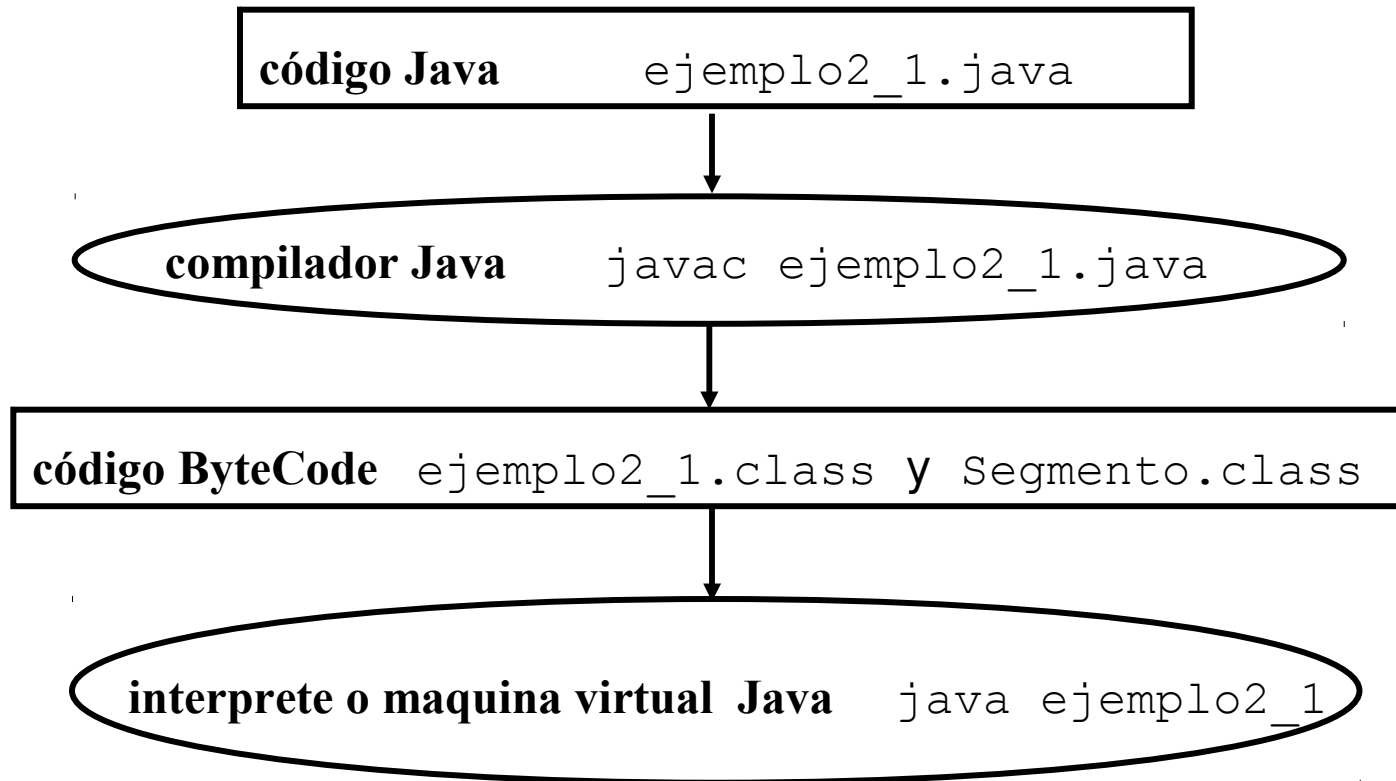 código Java ejemplo2_1.java
compilador Java javac ejemplo2_1.java
código ByteCode ejemplo2_1.class y Segmento.class
interprete o maquina virtual Java java ejemplo2_1